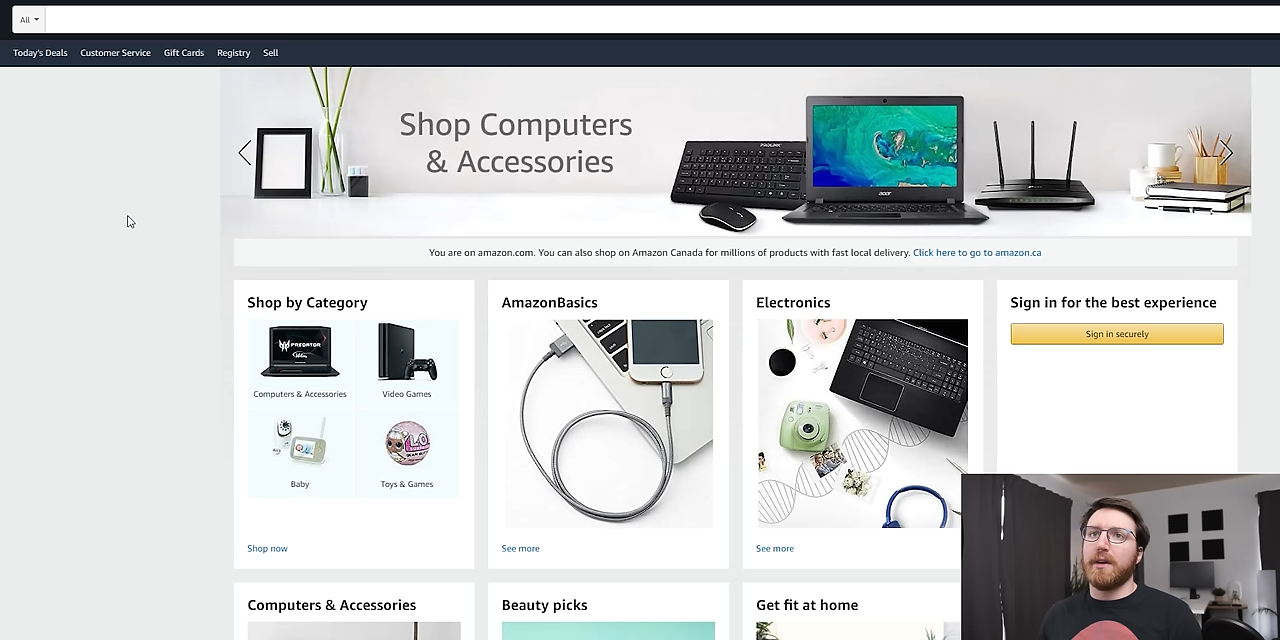 All
Today's Deals Customer Service Gift Cards Registry Sell
Shop Computers
& Accessories
PROLINK
acer
You are on amazon.com. You can also shop on Amazon Canada for millions of products with fast local delivery. Click here to go to amazon.ca
Shop by Category
PREDATOR
Computers & Accessories
Video Games
Baby
Toys & Games
Shop now
AmazonBasics
See more
Electronics
See more
Sign in for the best experience
Sign in securely
Computers & Accessories
Beauty picks
Get fit at home